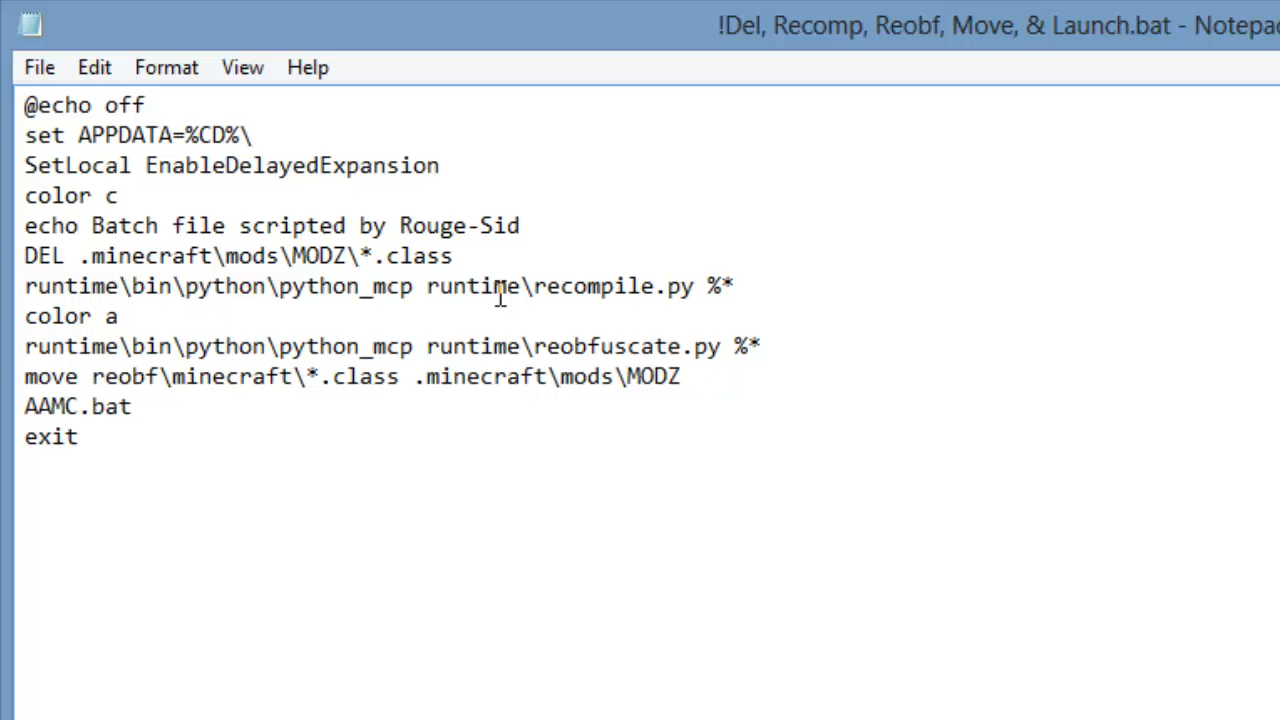 !Del, Recomp, Reobf, Move, & Launch.bat - Notepad
File Edit Format View Help
@echo off
set APPDATA=%CD%\
SetLocal EnableDelayedExpansion
color c
echo Batch file scripted by Rouge-Sid
DEL .minecraft\mods\MODZ\*.class
runtime\bin\python\python_mcp runtime\recompile.py %*
color a
runtime\bin\python\python_mcp runtime\reobfuscate.py %*
move reobf\minecraft\*.class .minecraft\mods\MODZ
AAMC.bat
exit